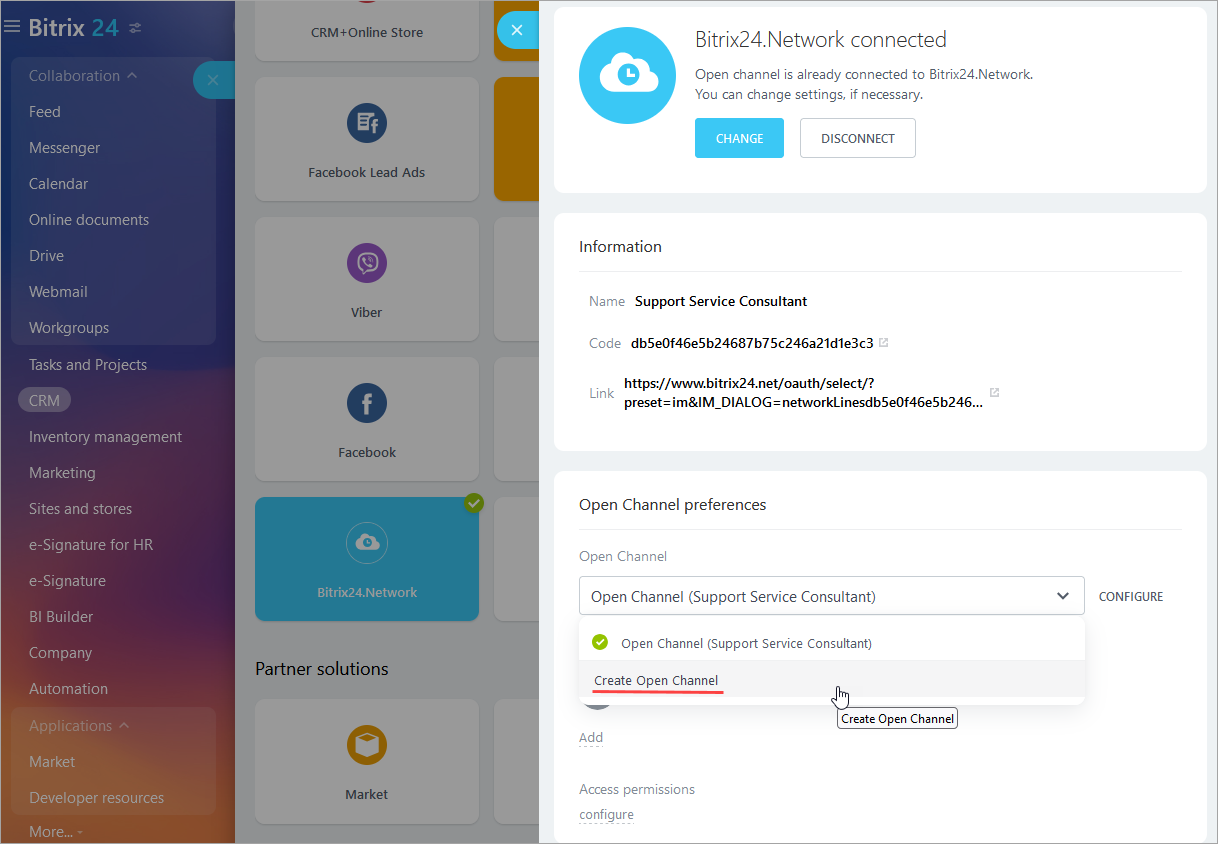 Bitrix 24
Collaboration
Feed
Messenger
Calendar
Online documents
Drive
Webmail
Workgroups
Tasks and Projects
CRM
Inventory management
Marketing
Sites and stores
e-Signature for HR
e-Signature
BI Builder
Company
Automation
Applications
Market
Developer resources
More...
CRM+Online Store
Facebook Lead Ads
Viber
Facebook
Bitrix24.Network
Partner solutions
Market
Bitrix24.Network connected
Open channel is already connected to Bitrix24.Network.
You can change settings, if necessary.
CHANGE
DISCONNECT
Information
Name Support Service Consultant
Code db5e0f46e5b24687b75c246a21d1e3c3
Link https://www.bitrix24.net/oauth/select/?
preset=im&IM_DIALOG=networkLinesdb5e0f46e5b246...
Open Channel preferences
Open Channel
Open Channel (Support Service Consultant)
CONFIGURE
Open Channel (Support Service Consultant)
Create Open Channel
Create Open Channel
Add
Access permissions
configure